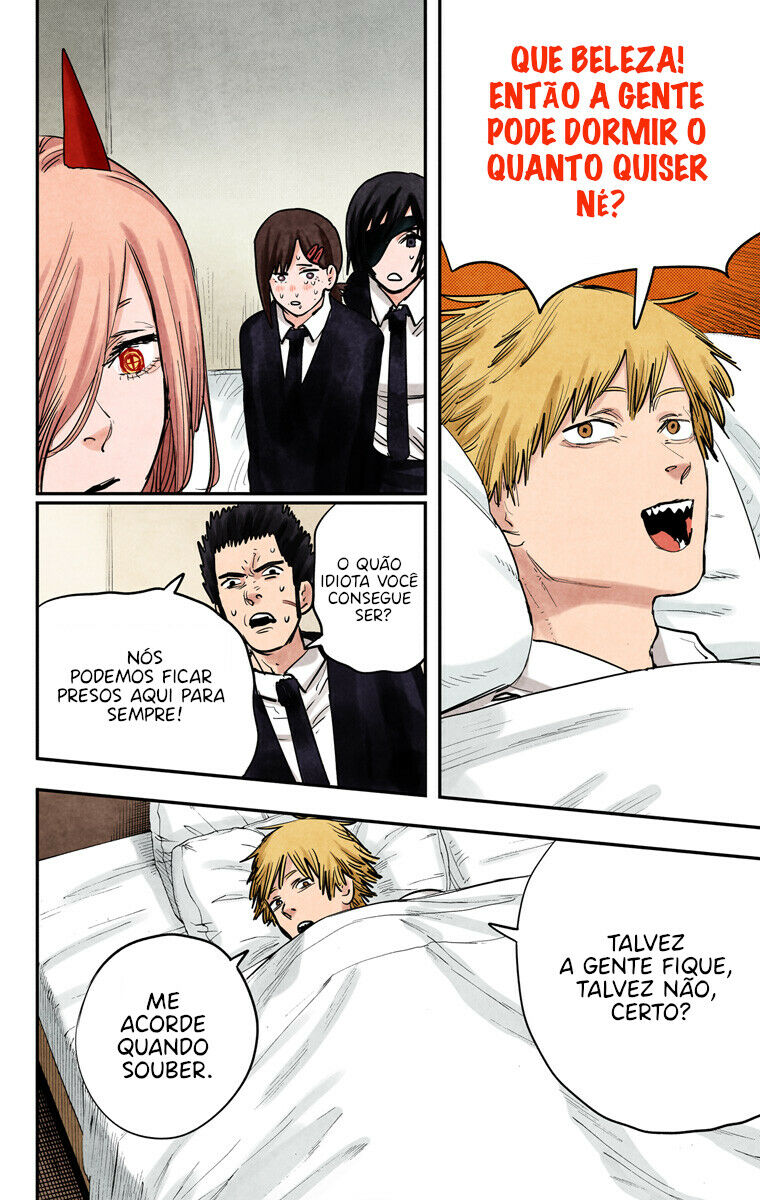 QUE BELEZA!
ENTÃO A GENTE
PODE DORMIR O
QUANTO QUISER
NÉ?
O QUÃO
IDIOTA VOCÊ
CONSEGUE
SER?
NÓS
PODEMOS FICAR
PRESOS AQUI PARA
SEMPRE!
TALVEZ
A GENTE FIQUE,
TALVEZ NÃO,
CERTO?
ME
ACORDE
QUANDO
SOUBER.